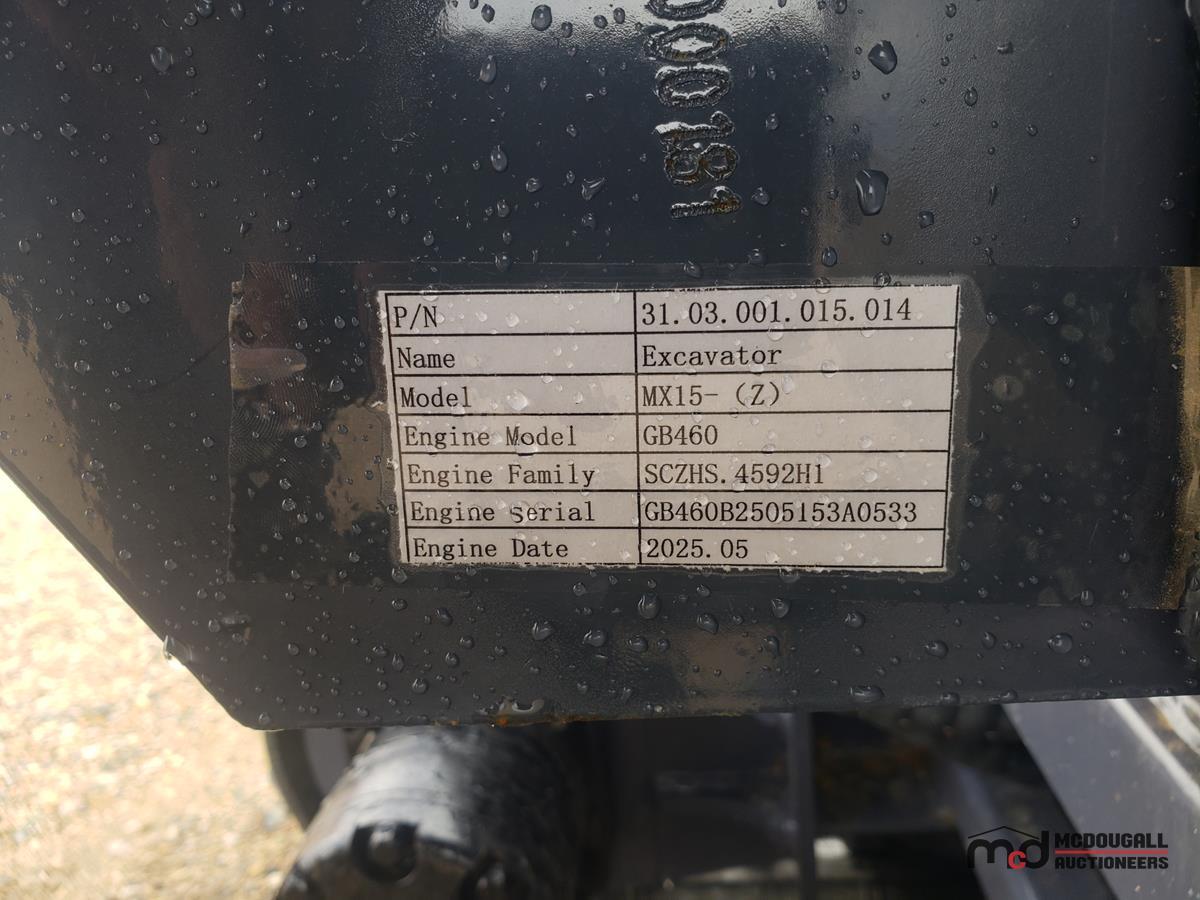 P/N 31.03.001.015.014
Name Excavator
Model MX15-（Z）
Engine Model GB460
Engine Family SCZHS.4592H1
Engine Serial GB460B2505153A0533
Engine Date 2025.05
mcd MCDOUGALL
AUCTIONEERS